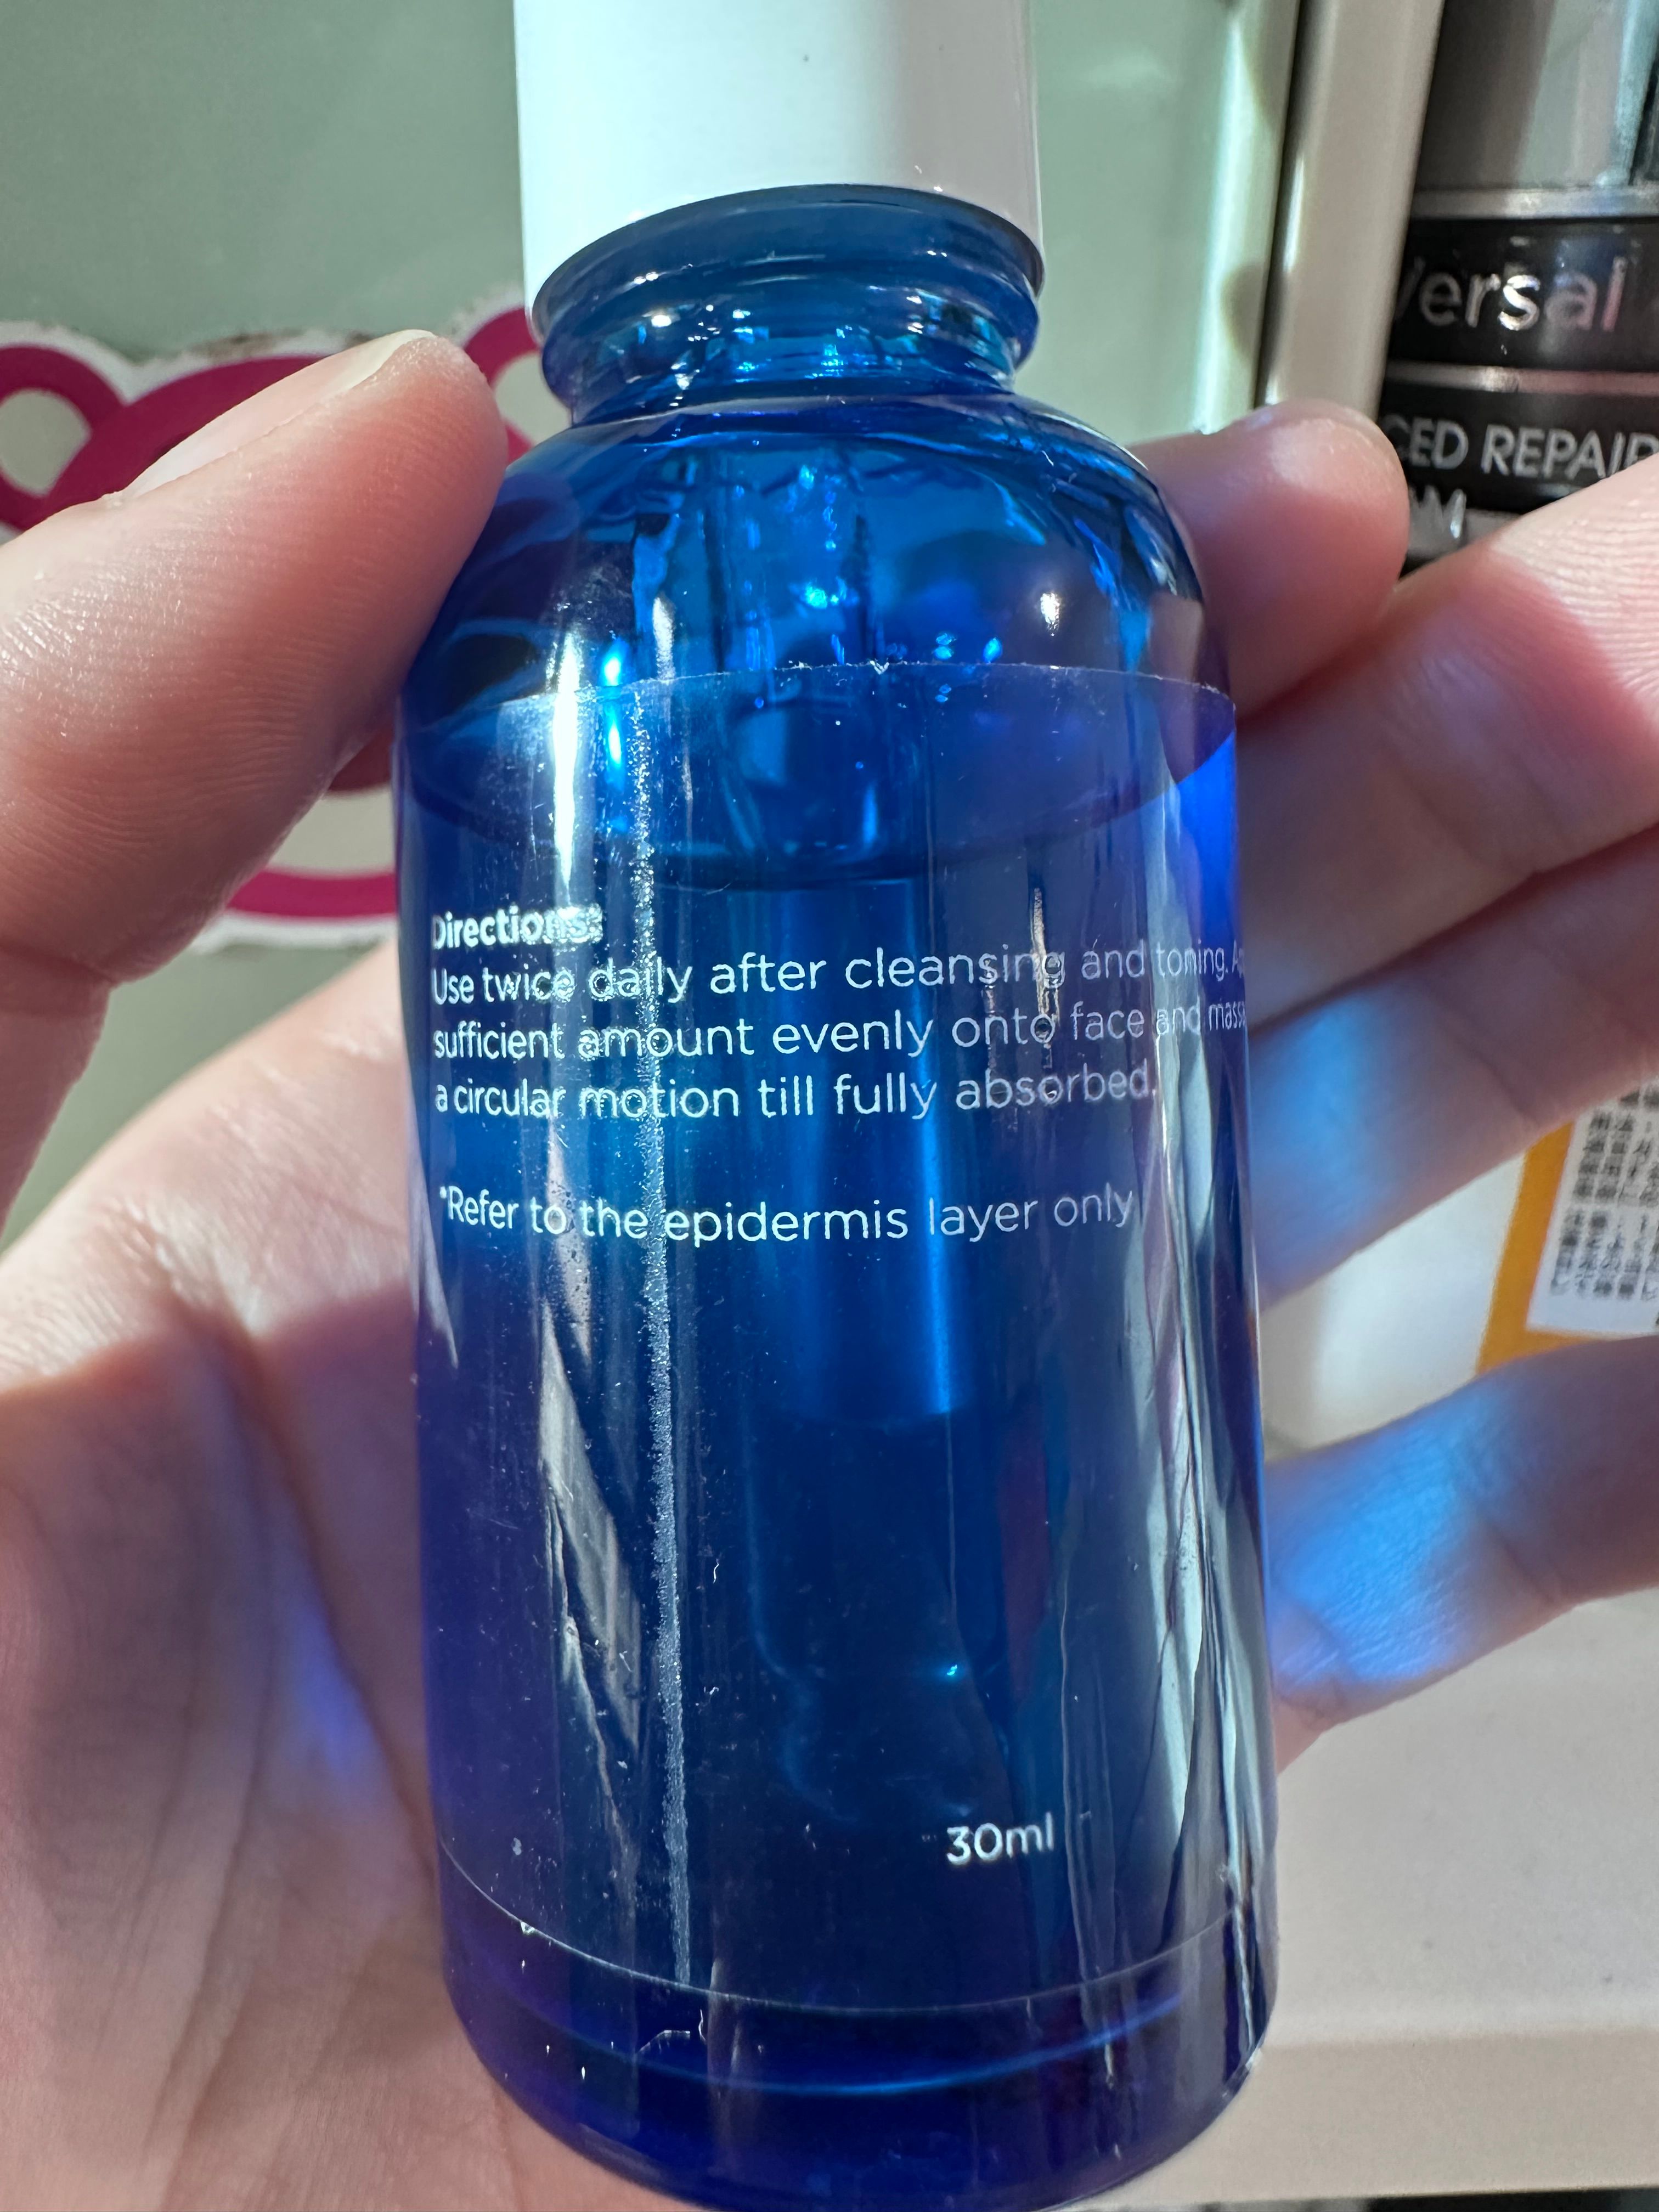 CED REPAIR
Directions:
Use twice daily after cleansing and toning.
sufficient amount evenly onto face and
a circular motion till fully absorbed.
*Refer to the epidermis layer only
30ml